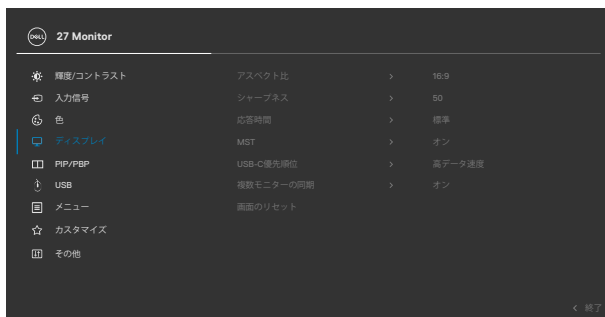 DELL 27 Monitor
輝度/コントラスト アスペクト比 > 16:9
入力信号 シャープネス > 50
色 応答時間 > 標準
ディスプレイ MST > オン
PIP/PBP USB-C優先順位 > 高データ速度
USB 複数モニターの同期 > オン
メニュー 画面のリセット
カスタマイズ
その他
< 終了